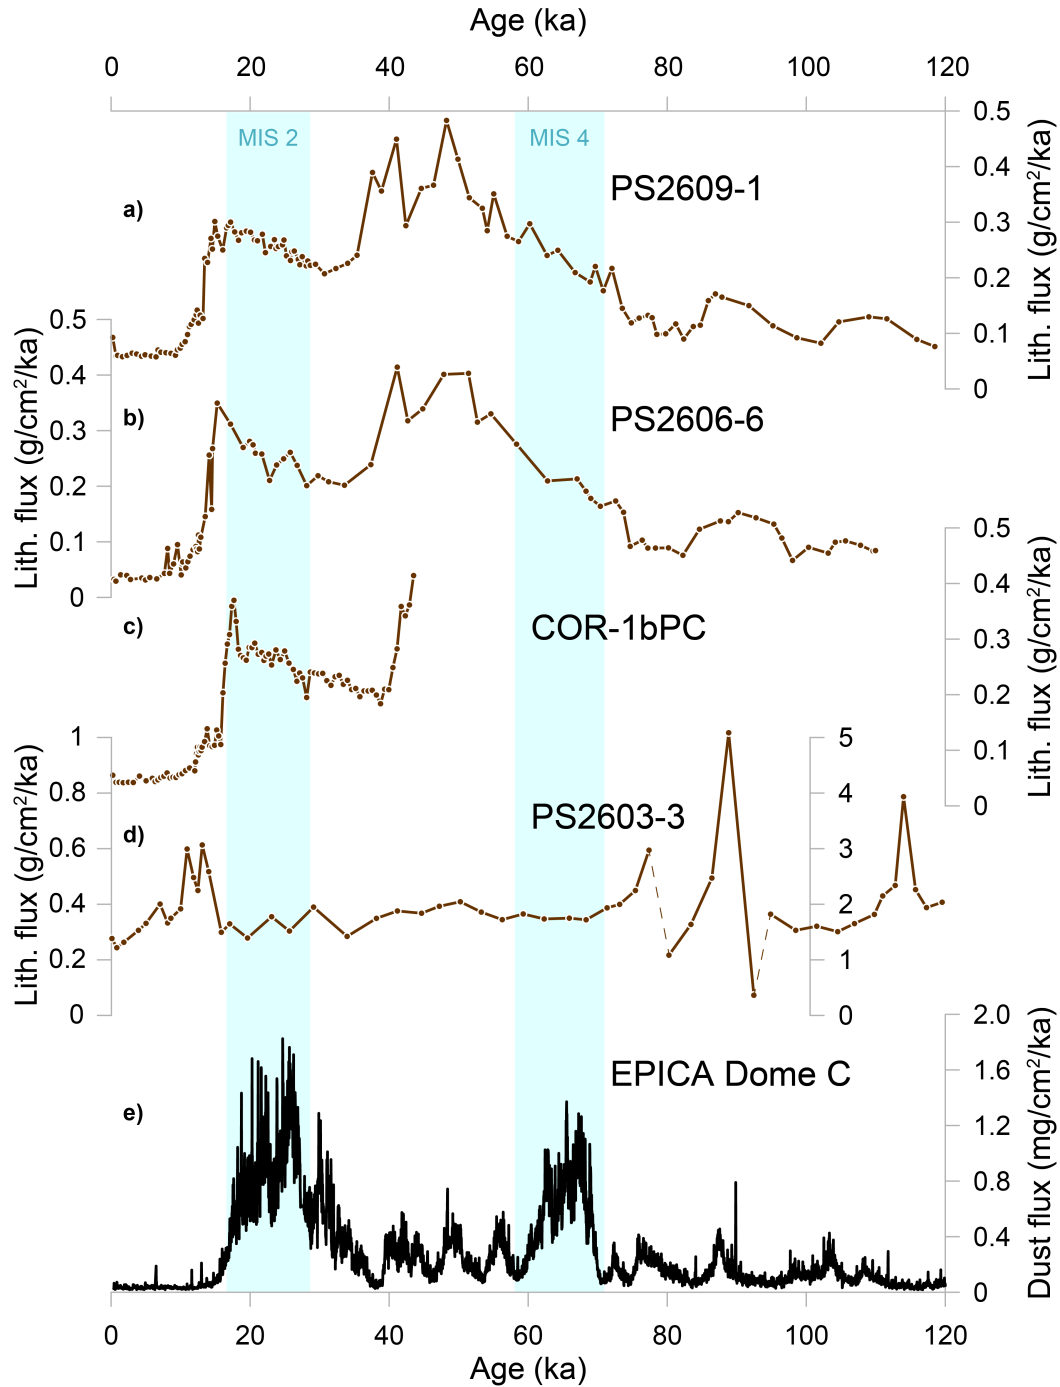 Age (ka)
0 20 40 60 80 100 120
MIS 2 MIS 4
a) PS2609-1
0.5
0.4
0.3
0.2
0.1
0
Lith. flux (g/cm²/ka)
b) PS2606-6
0.5
0.4
0.3
0.2
0.1
0
Lith. flux (g/cm²/ka)
c) COR-1bPC
0.5
0.4
0.3
0.2
0.1
0
Lith. flux (g/cm²/ka)
d) PS2603-3
1
0.8
0.6
0.4
0.2
0
Lith. flux (g/cm²/ka)
5
4
3
2
1
0
e) EPICA Dome C
2.0
1.6
1.2
0.8
0.4
0
Dust flux (mg/cm²/ka)
0 20 40 60 80 100 120
Age (ka)